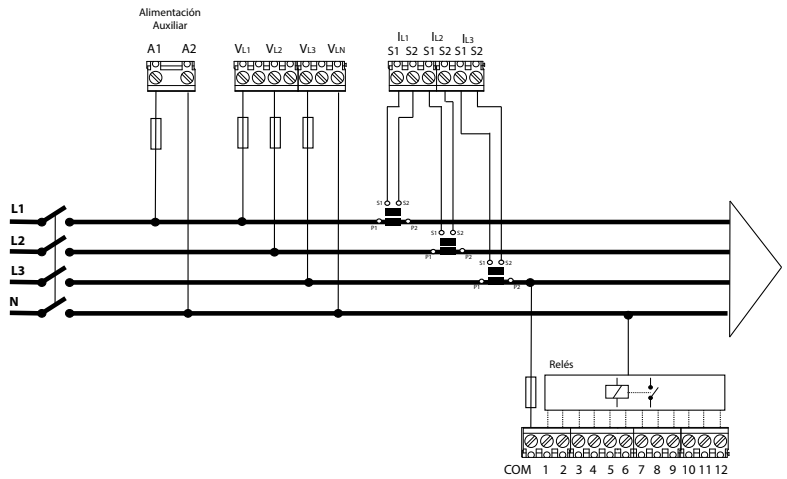 Alimentación
Auxiliar
A1 A2
VL1 VL2 VL3 VLN
IL1 IL2 IL3
S1 S2 S1 S2 S1 S2
S1 S2
L1
P1 P2
S1 S2
L2
P1 P2
S1 S2
L3
P1 P2
N
Relés
COM 1 2 3 4 5 6 7 8 9 10 11 12